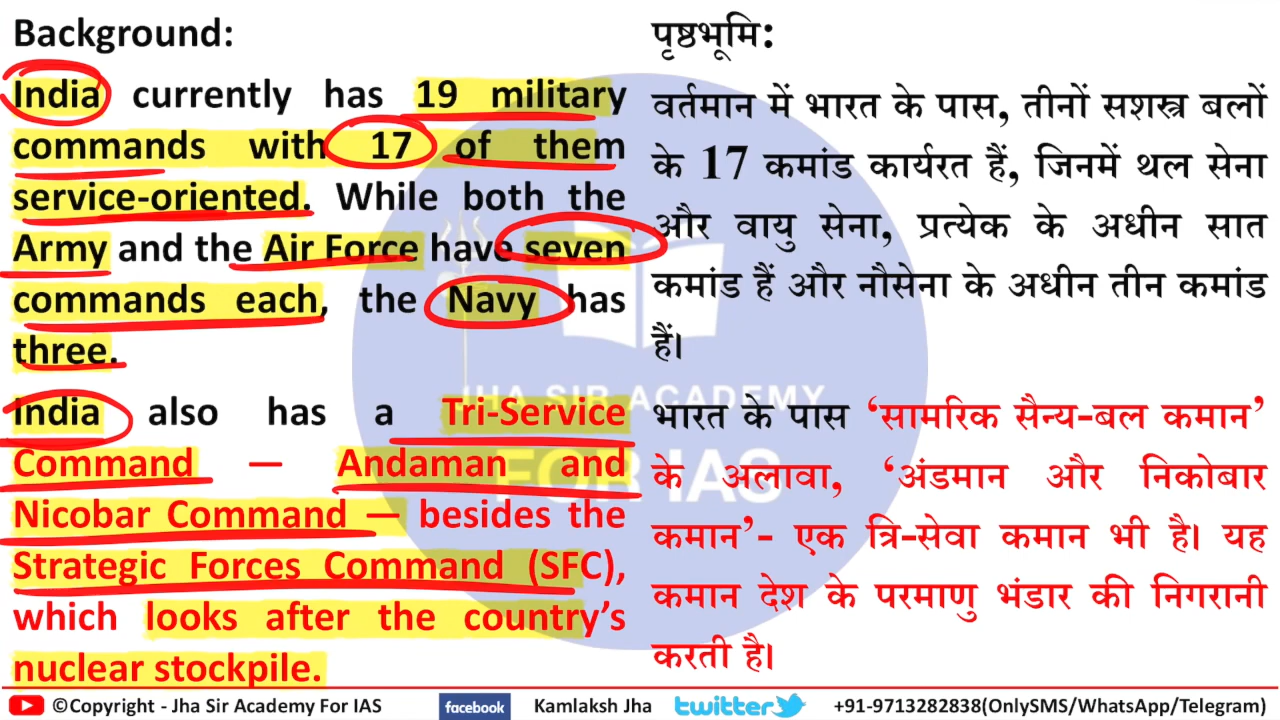 Background:
India currently has 19 military
commands with 17 of them
service-oriented. While both the
Army and the Air Force have seven
commands each, the Navy has
three.
India also has a Tri-Service
Command — Andaman and
Nicobar Command — besides the
Strategic Forces Command (SFC),
which looks after the country’s
nuclear stockpile.
पृष्ठभूमि:
वर्तमान में भारत के पास, तीनों सशस्त्र बलों
के 17 कमांड कार्यरत हैं, जिनमें थल सेना
और वायु सेना, प्रत्येक के अधीन सात
कमांड हैं और नौसेना के अधीन तीन कमांड
हैं।
भारत के पास ‘सामरिक सैन्य-बल कमान’
के अलावा, ‘अंडमान और निकोबार
कमान’- एक त्रि-सेवा कमान भी है। यह
कमान देश के परमाणु भंडार की निगरानी
करती है।
JHA SIR ACADEMY
FOR IAS
©Copyright - Jha Sir Academy For IAS facebook Kamlaksh Jha twitter +91-9713282838(OnlySMS/WhatsApp/Telegram)